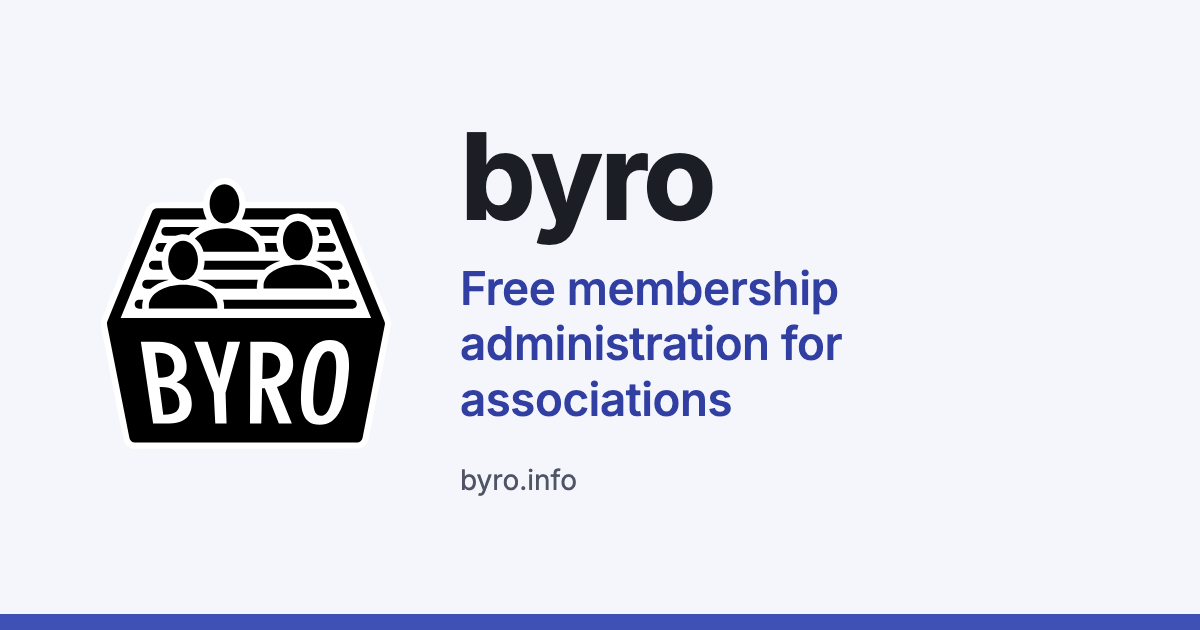 BYRO
byro
Free membership
administration for
associations
byro.info